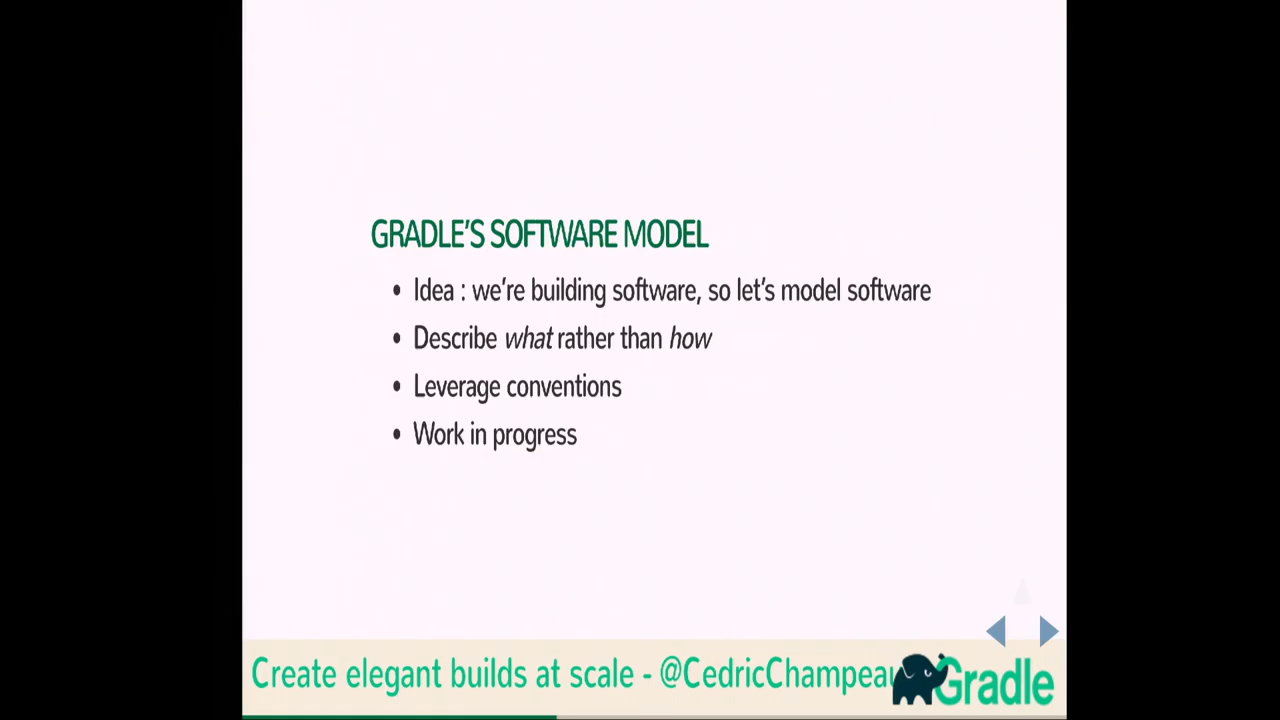 GRADLE'S SOFTWARE MODEL
• Idea : we're building software, so let's model software
• Describe what rather than how
• Leverage conventions
• Work in progress
Create elegant builds at scale - @CedricChampeau
Gradle